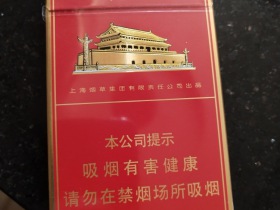 上海烟草集团有限责任公司出品
本公司提示
吸烟有害健康
请勿在禁烟场所吸烟